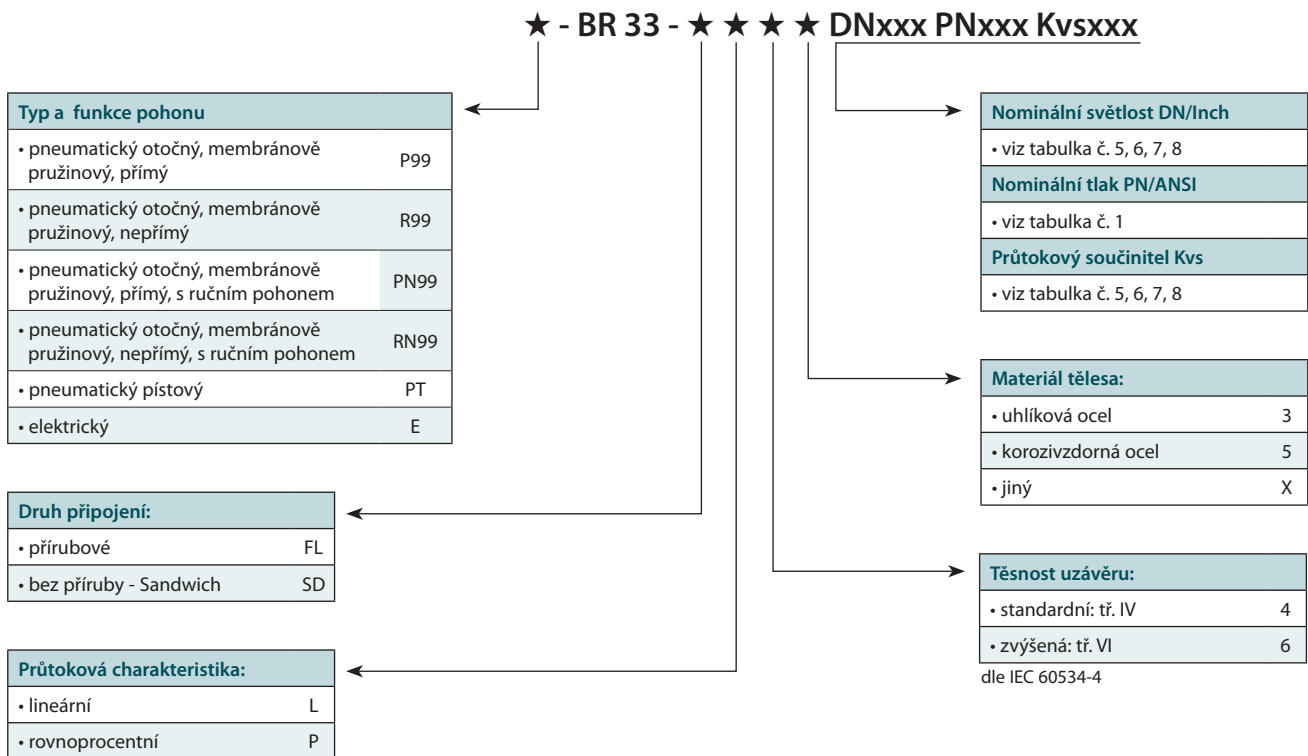 ★ - BR 33 - ★ ★ ★ ★ DNxxx PNxxx Kvsxxx
Typ a funkce pohonu
• pneumatický otočný, membránově
pružinový, přímý P99
• pneumatický otočný, membránově
pružinový, nepřímý R99
• pneumatický otočný, membránově
pružinový, přímý, s ručním pohonem PN99
• pneumatický otočný, membránově
pružinový, nepřímý, s ručním pohonem RN99
• pneumatický pístový PT
• elektrický E
Druh připojení:
• přírubové FL
• bez příruby - Sandwich SD
Průtoková charakteristika:
• lineární L
• rovnoprocentní P
Nominální světlost DN/Inch
• viz tabulka č. 5, 6, 7, 8
Nominální tlak PN/ANSI
• viz tabulka č. 1
Průtokový součinitel Kvs
• viz tabulka č. 5, 6, 7, 8
Materiál tělesa:
• uhlíková ocel 3
• korozivzdorná ocel 5
• jiný X
Těsnost uzávěru:
• standardní: tř. IV 4
• zvýšená: tř. VI 6
dle IEC 60534-4